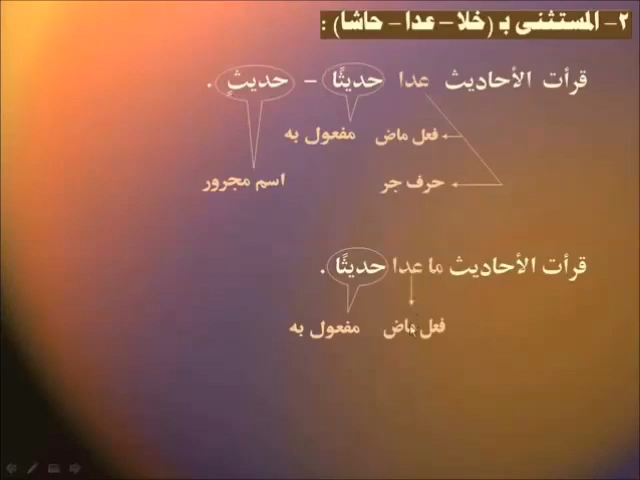 ٢- المستثنى بـ (خلا - عدا - حاشا) :
قرأت الأحاديث عدا حديثًا - حديثٍ .
فعل ماض مفعول به
حرف جر اسم مجرور
قرأت الأحاديث ما عدا حديثًا .
فعل ماض مفعول به